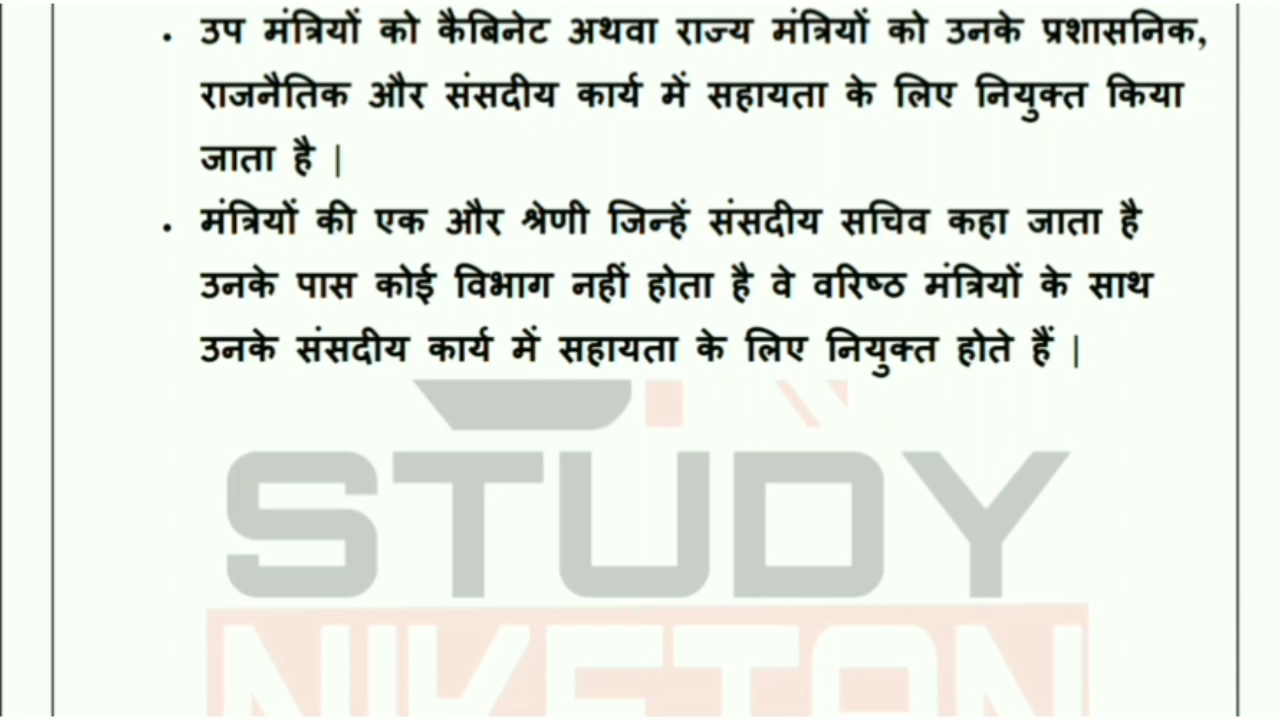 • उप मंत्रियों को कैबिनेट अथवा राज्य मंत्रियों को उनके प्रशासनिक,
राजनैतिक और संसदीय कार्य में सहायता के लिए नियुक्त किया
जाता है |
• मंत्रियों की एक और श्रेणी जिन्हें संसदीय सचिव कहा जाता है
उनके पास कोई विभाग नहीं होता है वे वरिष्ठ मंत्रियों के साथ
उनके संसदीय कार्य में सहायता के लिए नियुक्त होते हैं |
STUDY
NIKETAN